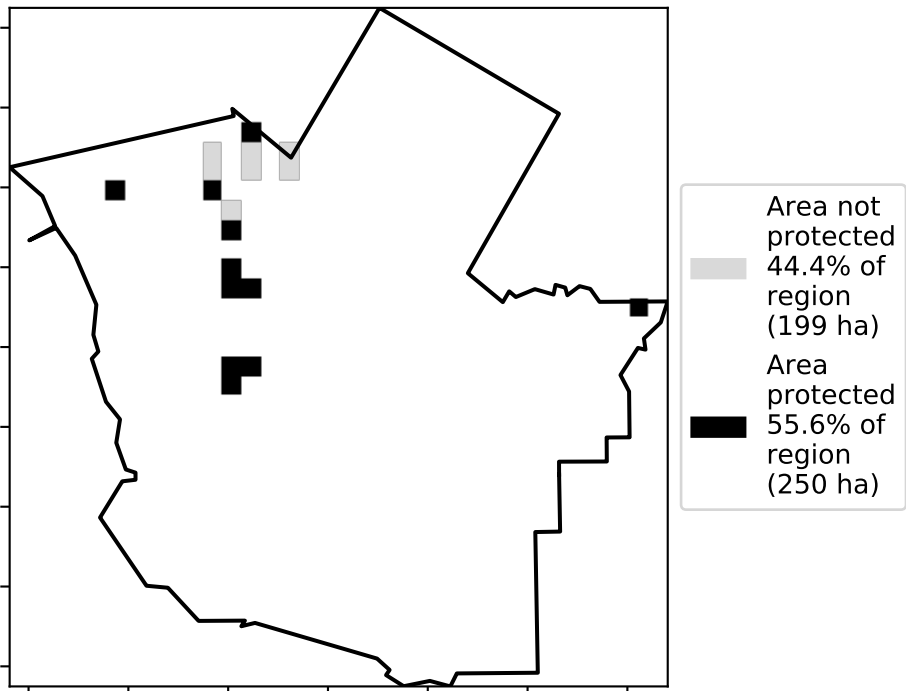 Area not
protected
44.4% of
region
(199 ha)
Area
protected
55.6% of
region
(250 ha)